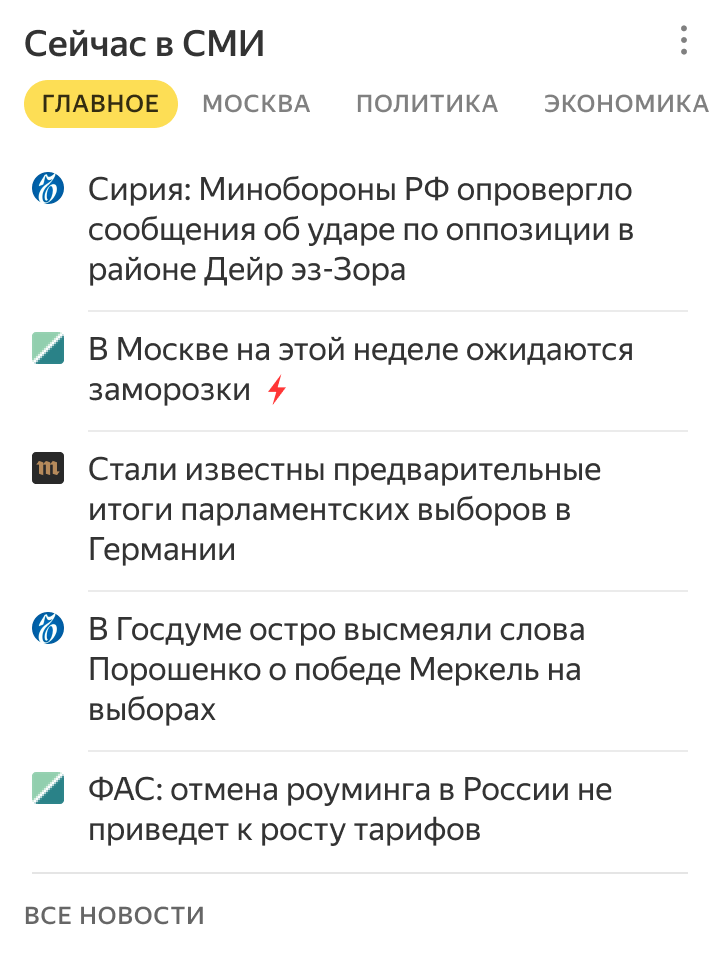 Сейчас в СМИ
ГЛАВНОЕ МОСКВА ПОЛИТИКА ЭКОНОМИКА
Сирия: Минобороны РФ опровергло
сообщения об ударе по оппозиции в
районе Дейр эз-Зора
В Москве на этой неделе ожидаются
заморозки
m
Стали известны предварительные
итоги парламентских выборов в
Германии
В Госдуме остро высмеяли слова
Порошенко о победе Меркель на
выборах
ФАС: отмена роуминга в России не
приведет к росту тарифов
ВСЕ НОВОСТИ